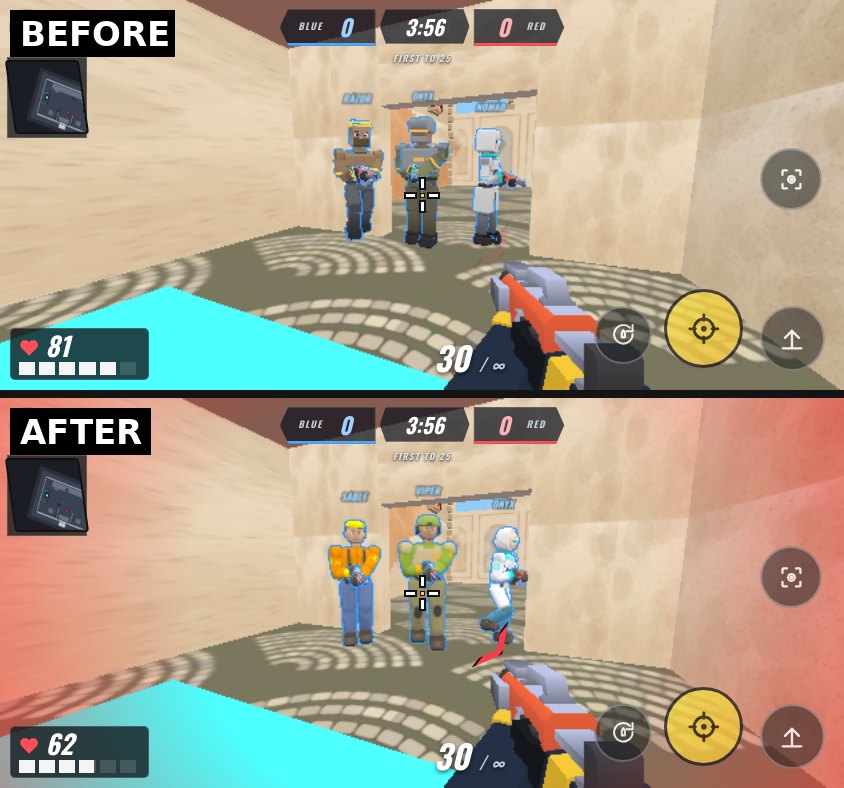 BEFORE
BLUE 0 3:56 0 RED
FIRST TO 25
RAZOR ONYX NOMAD
81
30 / ∞
AFTER
BLUE 0 3:56 0 RED
FIRST TO 25
SABLE VIPER ONYX
62
30 / ∞